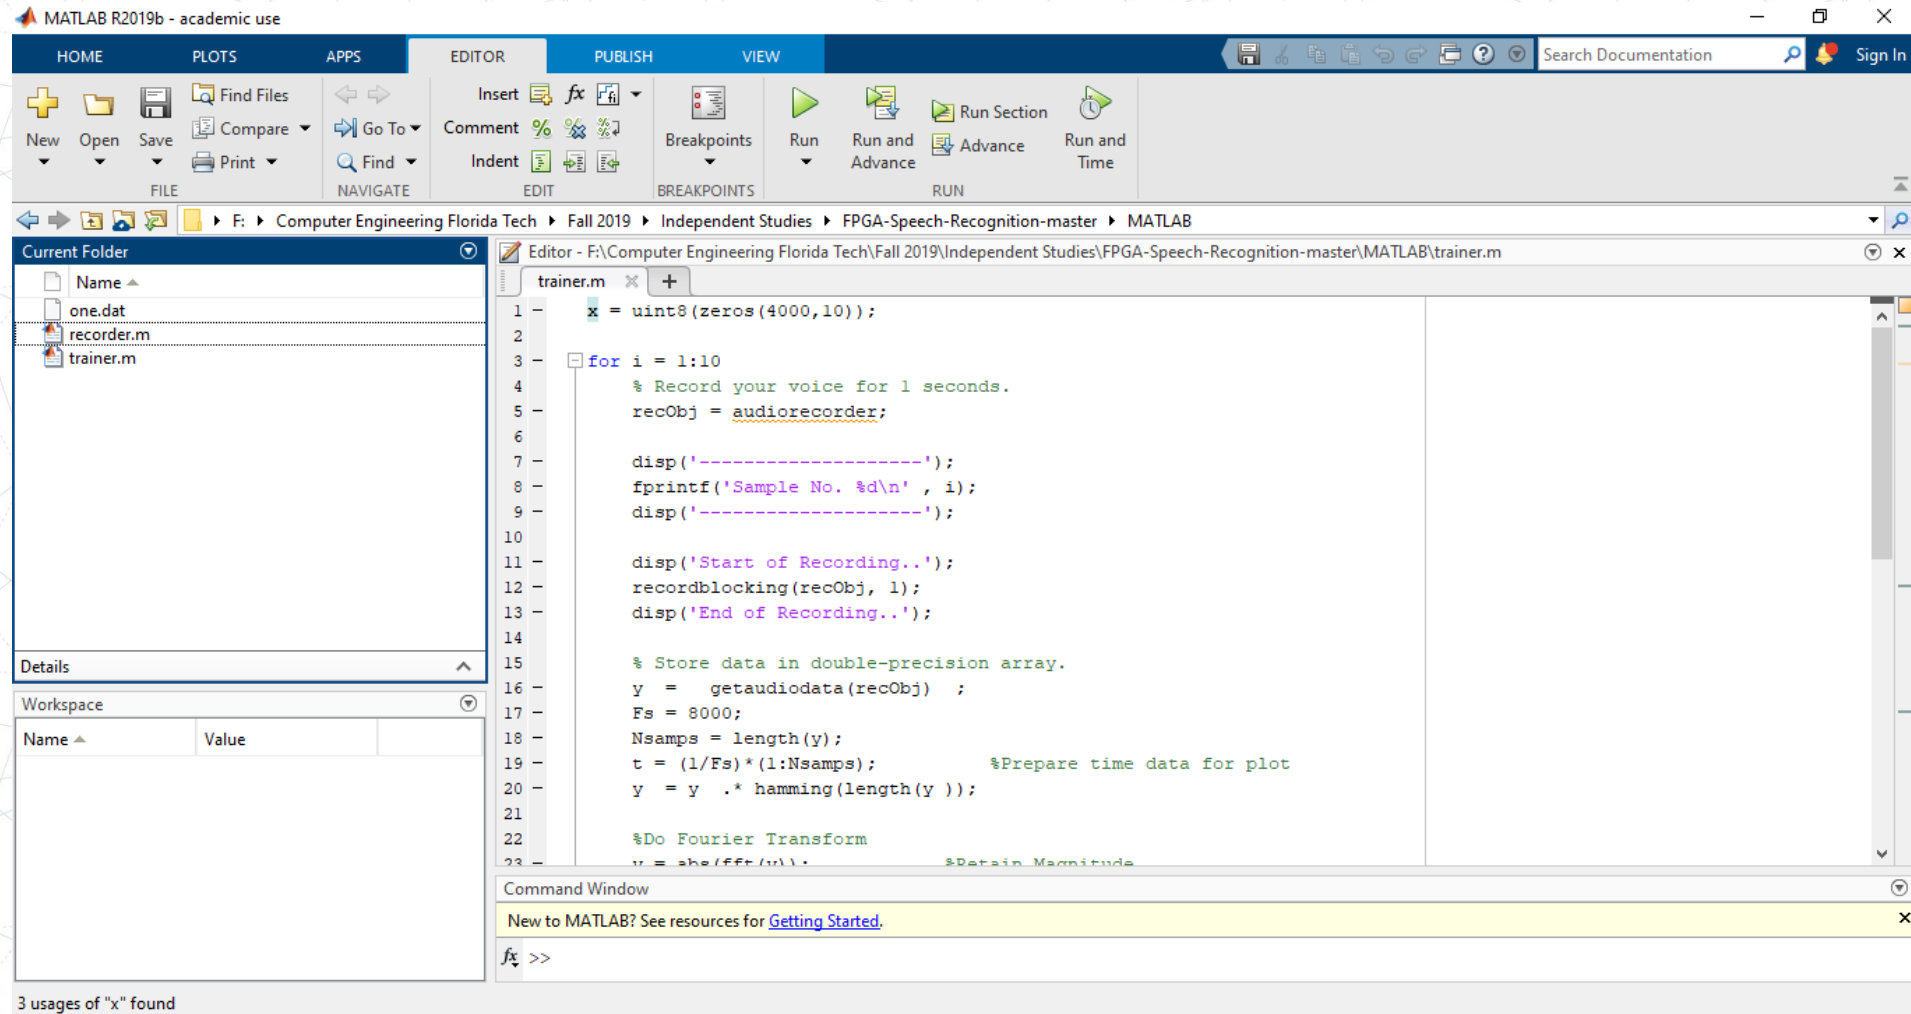 MATLAB R2019b - academic use
HOME PLOTS APPS EDITOR PUBLISH VIEW Search Documentation Sign In
New Open Save Find Files Compare Print
FILE
Go To Find
NAVIGATE
Insert fx fi
Comment
Indent
EDIT
Breakpoints
BREAKPOINTS
Run Run and Advance Run Section Advance Run and Time
RUN
F: Computer Engineering Florida Tech Fall 2019 Independent Studies FPGA-Speech-Recognition-master MATLAB
Current Folder
Name
one.dat
recorder.m
trainer.m
Details
Workspace
Name Value
Editor - F:\Computer Engineering Florida Tech\Fall 2019\Independent Studies\FPGA-Speech-Recognition-master\MATLAB\trainer.m
trainer.m
1 x = uint8(zeros(4000,10));
2
3 for i = 1:10
4 % Record your voice for 1 seconds.
5 recObj = audiorecorder;
6
7 disp('--------------------');
8 fprintf('Sample No. %d\n' , i);
9 disp('--------------------');
10
11 disp('Start of Recording..');
12 recordblocking(recObj, 1);
13 disp('End of Recording..');
14
15 % Store data in double-precision array.
16 y = getaudiodata(recObj) ;
17 Fs = 8000;
18 Nsamps = length(y);
19 t = (1/Fs)*(1:Nsamps); %Prepare time data for plot
20 y = y .* hamming(length(y ));
21
22 %Do Fourier Transform
23 y = abs(fft(y)); %Retain Magnitude
Command Window
New to MATLAB? See resources for Getting Started.
fx >>
3 usages of "x" found